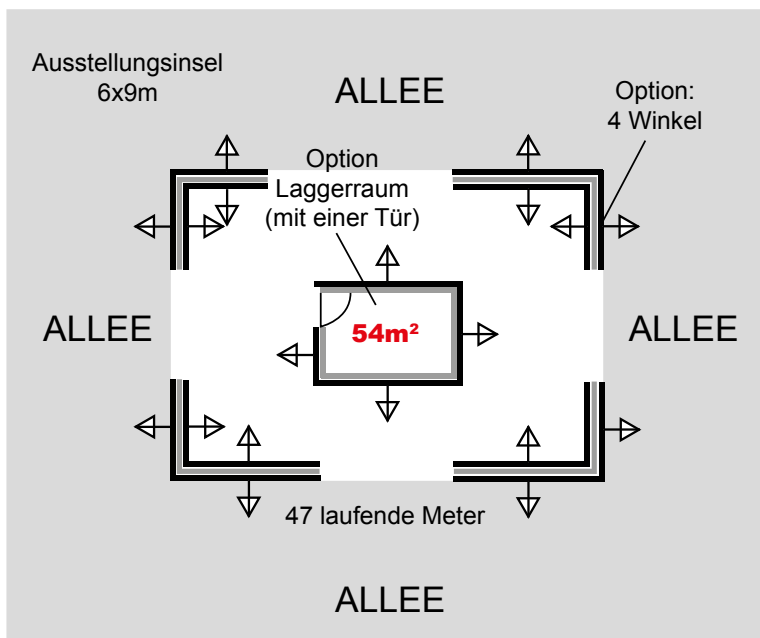 Ausstellungsinsel
6x9m
ALLEE
Option:
4 Winkel
Option
Laggerraum
(mit einer Tür)
ALLEE
54m²
ALLEE
47 laufende Meter
ALLEE